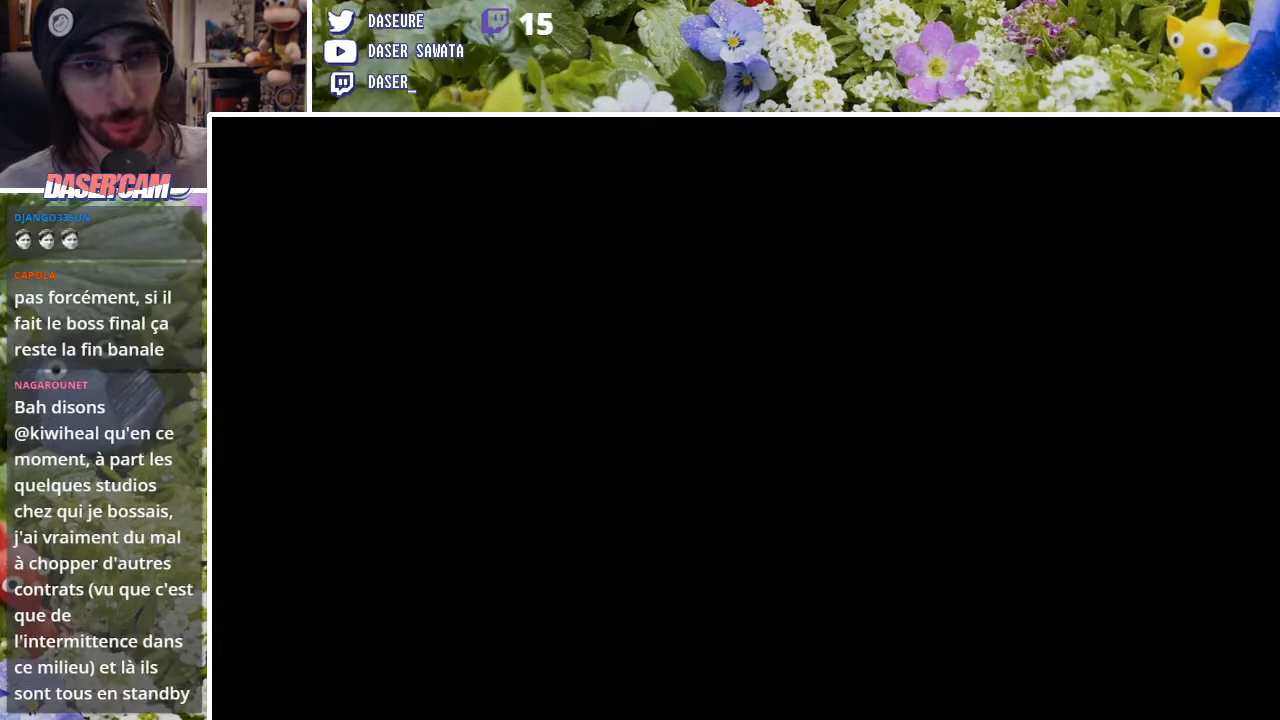 DASEURE
15
DASER SAWATA
DASER_
DASER'CAM
DJANGO33SUN
CAPOLA
pas forcément, si il
fait le boss final ça
reste la fin banale
NAGAROUNET
Bah disons
@kiwiheal qu'en ce
moment, à part les
quelques studios
chez qui je bossais,
j'ai vraiment du mal
à chopper d'autres
contrats (vu que c'est
que de
l'intermittence dans
ce milieu) et là ils
sont tous en standby